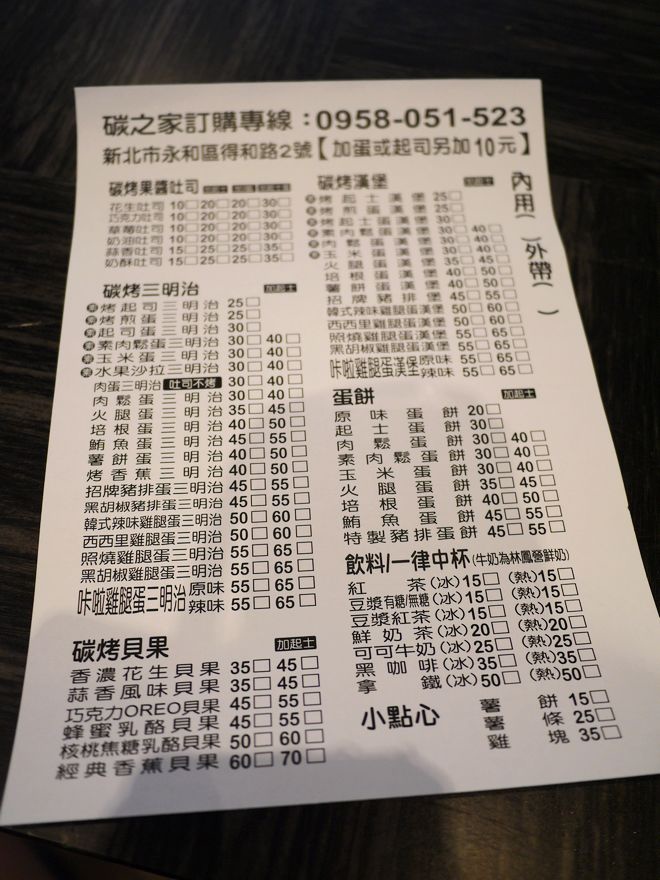 碳之家訂購專線：0958-051-523
新北市永和區得和路2號【加蛋或起司另加10元】
內用( )外帶( )
碳烤果醬吐司
花生吐司 10□20□20□30□
巧克力吐司 10□20□20□30□
草莓吐司 10□20□20□30□
奶油吐司 10□20□20□30□
蒜香吐司 15□25□25□35□
奶酥吐司 15□25□25□35□
碳烤三明治 加起士
素 烤起司三明治 25□
素 烤煎蛋三明治 25□
素 起司蛋三明治 30□
素 素肉鬆蛋三明治 30□ 40□
素 玉米蛋三明治 30□ 40□
素 水果沙拉三明治 30□ 40□
肉蛋三明治 吐司不烤 30□ 40□
肉鬆蛋三明治 30□ 40□
火腿蛋三明治 35□ 45□
培根蛋三明治 40□ 50□
鮪魚蛋三明治 45□ 55□
薯餅蛋三明治 40□ 50□
烤香蕉三明治 40□ 50□
招牌豬排蛋三明治 45□ 55□
黑胡椒豬排蛋三明治 45□ 55□
韓式辣味雞腿蛋三明治 50□ 60□
西西里雞腿蛋三明治 50□ 60□
照燒雞腿蛋三明治 55□ 65□
黑胡椒雞腿蛋三明治 55□ 65□
咔啦雞腿蛋三明治 原味 55□ 65□
辣味 55□ 65□
碳烤貝果 加起士
香濃花生貝果 35□ 45□
蒜香風味貝果 35□ 45□
巧克力OREO貝果 45□ 55□
蜂蜜乳酪貝果 45□ 55□
核桃焦糖乳酪貝果 50□ 60□
經典香蕉貝果 60□ 70□
碳烤漢堡 加起士
烤起士漢堡 25□
烤煎蛋漢堡 25□
起士蛋漢堡 30□
素肉鬆蛋漢堡 30□ 40□
肉鬆蛋漢堡 30□ 40□
玉米蛋漢堡 30□ 40□
火腿蛋漢堡 35□ 45□
培根蛋漢堡 40□ 50□
薯餅蛋漢堡 40□ 50□
招牌豬排堡 45□ 55□
韓式辣味雞腿蛋漢堡 50□ 60□
西西里雞腿蛋漢堡 50□ 60□
照燒雞腿蛋漢堡 55□ 65□
黑胡椒雞腿蛋漢堡 55□ 65□
咔啦雞腿蛋漢堡 原味 55□ 65□
辣味 55□ 65□
蛋餅 加起士
原味蛋餅 20□
起士蛋餅 30□
肉鬆蛋餅 30□ 40□
素肉鬆蛋餅 30□ 40□
玉米蛋餅 30□ 40□
火腿蛋餅 35□ 45□
培根蛋餅 40□ 50□
鮪魚蛋餅 45□ 55□
特製豬排蛋餅 45□ 55□
飲料/一律中杯(牛奶為林鳳營鮮奶)
紅茶(冰)15□ (熱)15□
豆漿有糖/無糖(冰)15□ (熱)15□
豆漿紅茶(冰)15□ (熱)15□
鮮奶茶(冰)20□ (熱)20□
可可牛奶(冰)25□ (熱)25□
黑咖啡(冰)35□ (熱)35□
拿鐵(冰)50□ (熱)50□
小點心 薯餅 15□
薯條 25□
雞塊 35□